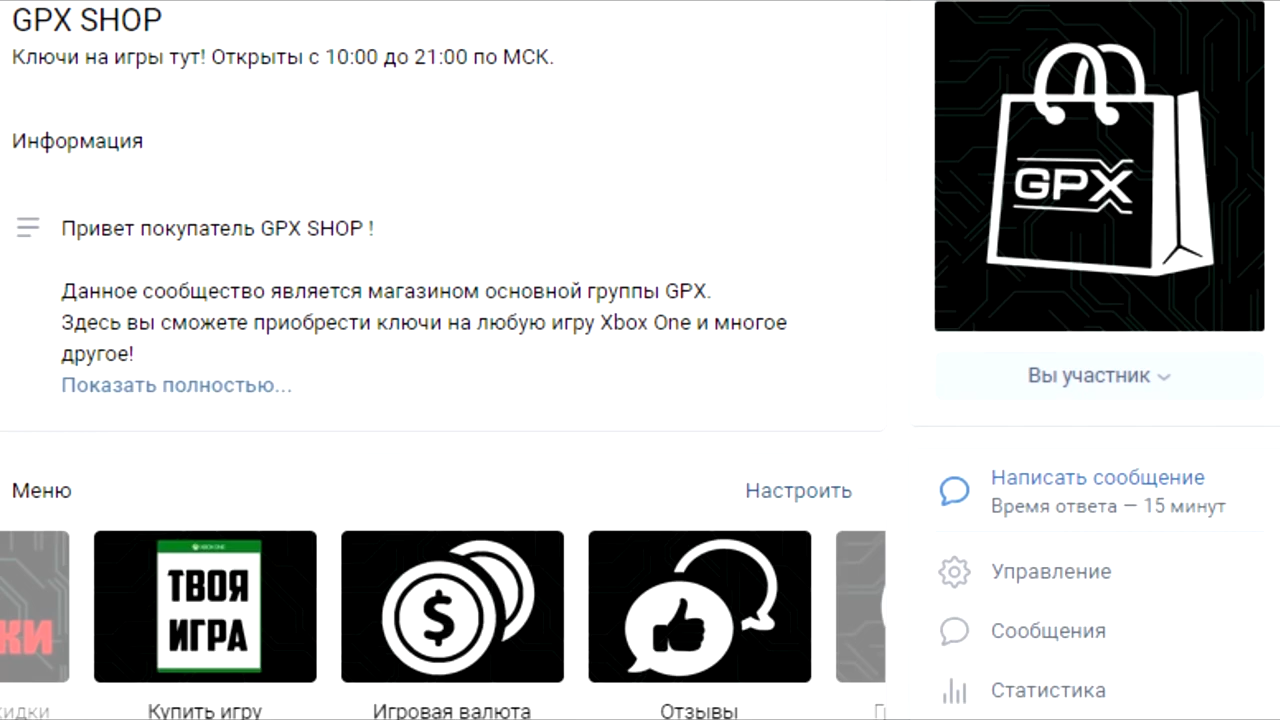 GPX SHOP
Ключи на игры тут! Открыты с 10:00 до 21:00 по МСК.
Информация
Привет покупатель GPX SHOP !
Данное сообщество является магазином основной группы GPX.
Здесь вы сможете приобрести ключи на любую игру Xbox One и многое
другое!
Показать полностью...
Меню
Настроить
XBOX ONE
ТВОЯ
ИГРА
$
Купить игру
Игровая валюта
Отзывы
GPX
Вы участник
Написать сообщение
Время ответа — 15 минут
Управление
Сообщения
Статистика